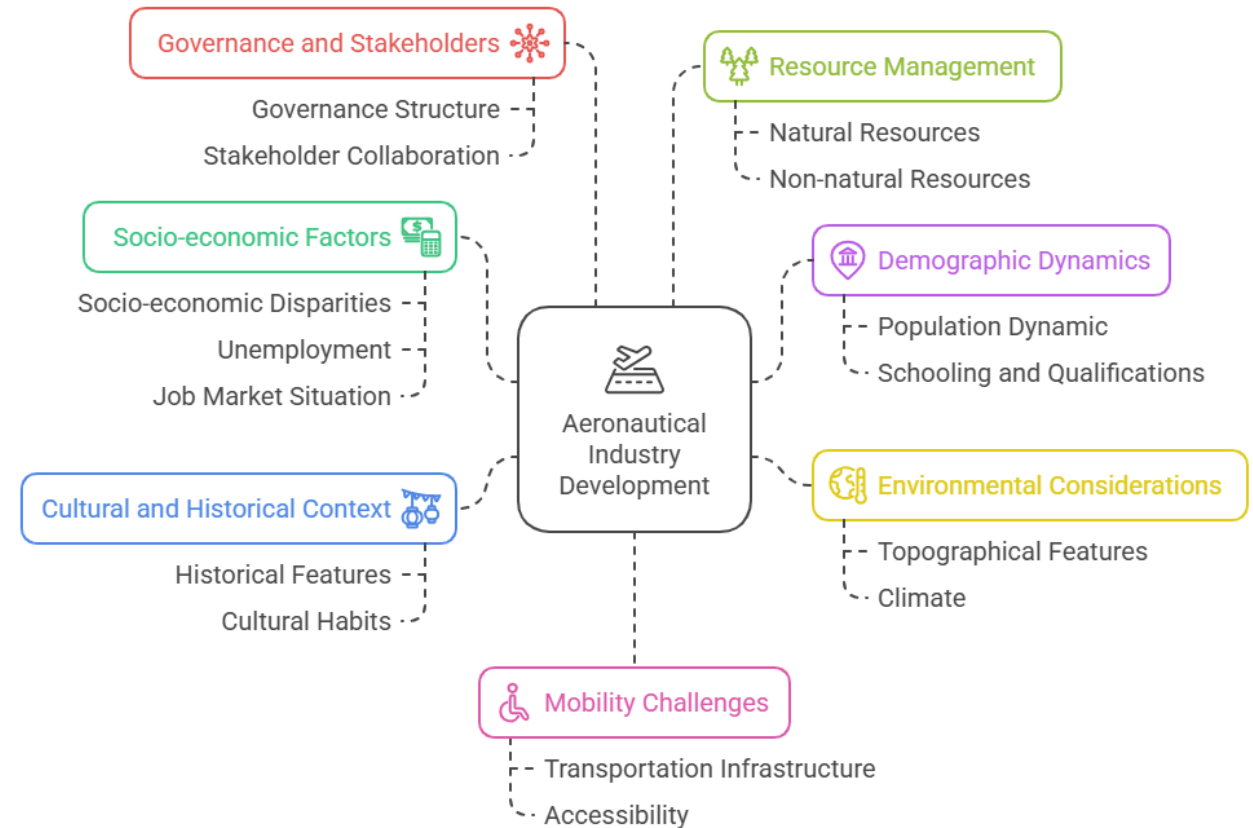 Governance and Stakeholders
Governance Structure
Stakeholder Collaboration
Resource Management
Natural Resources
Non-natural Resources
Socio-economic Factors
Socio-economic Disparities
Unemployment
Job Market Situation
Demographic Dynamics
Population Dynamic
Schooling and Qualifications
Aeronautical
Industry
Development
Cultural and Historical Context
Historical Features
Cultural Habits
Environmental Considerations
Topographical Features
Climate
Mobility Challenges
Transportation Infrastructure
Accessibility